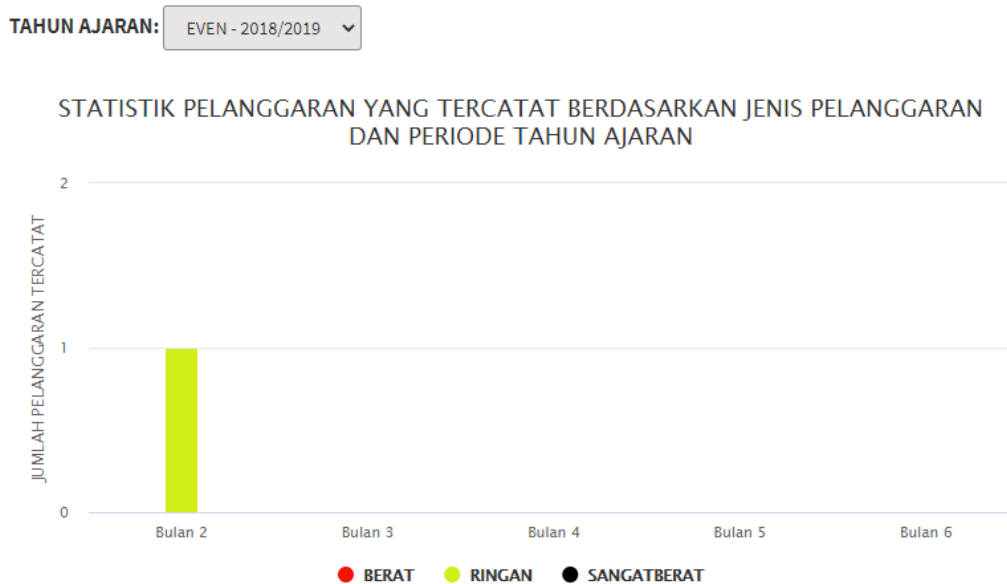 TAHUN AJARAN: EVEN - 2018/2019
STATISTIK PELANGGARAN YANG TERCATAT BERDASARKAN JENIS PELANGGARAN
DAN PERIODE TAHUN AJARAN
JUMLAH PELANGGARAN TERCATAT
2
1
0
Bulan 2 Bulan 3 Bulan 4 Bulan 5 Bulan 6
BERAT RINGAN SANGATBERAT